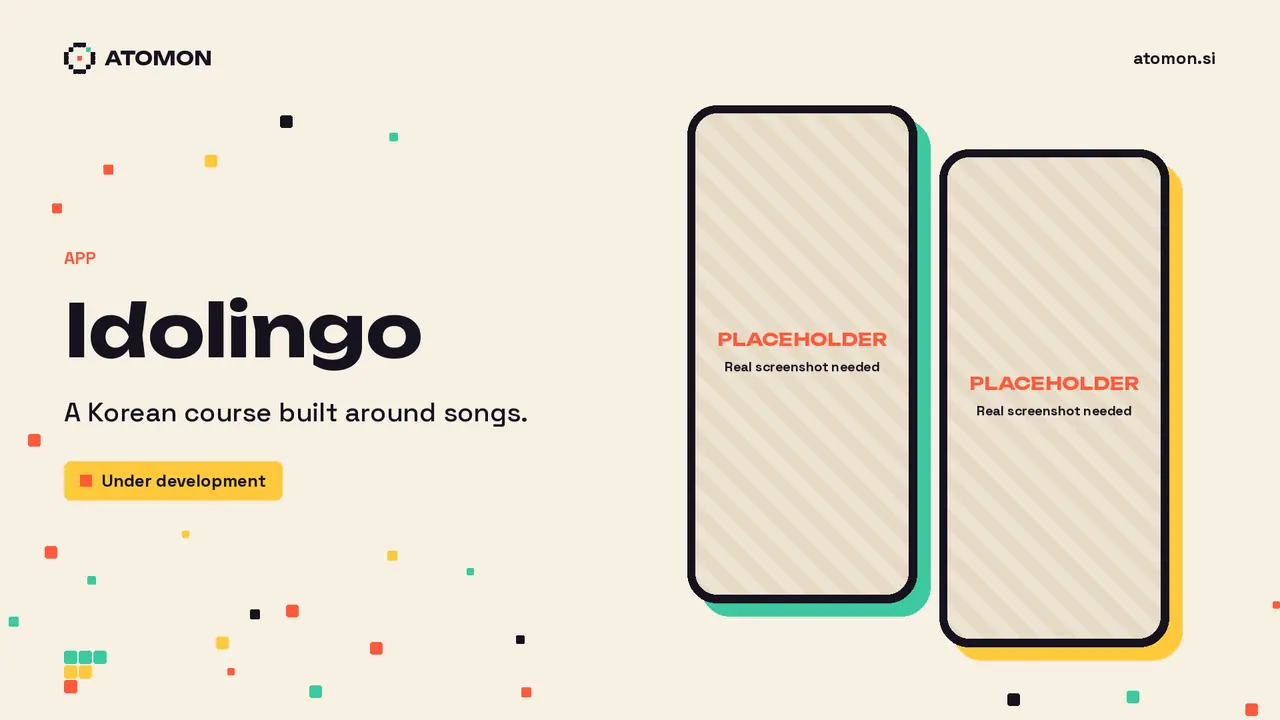 ATOMON
atomon.si
APP
Idolingo
A Korean course built around songs.
Under development
PLACEHOLDER
Real screenshot needed
PLACEHOLDER
Real screenshot needed